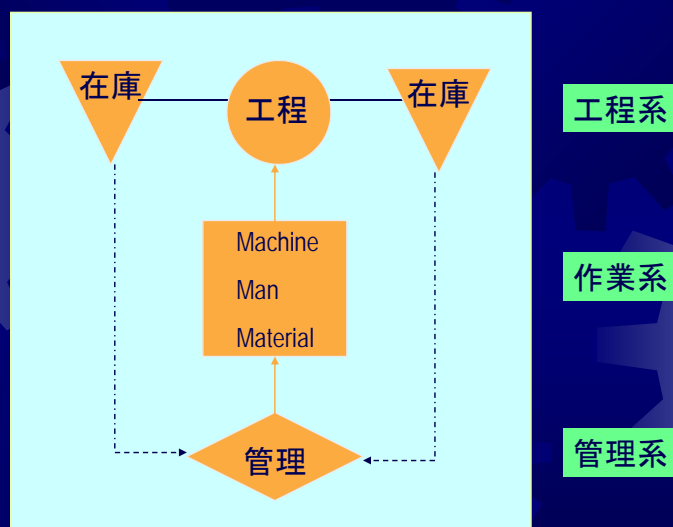 在庫
工程
在庫
工程系
Machine
Man
Material
作業系
管理
管理系